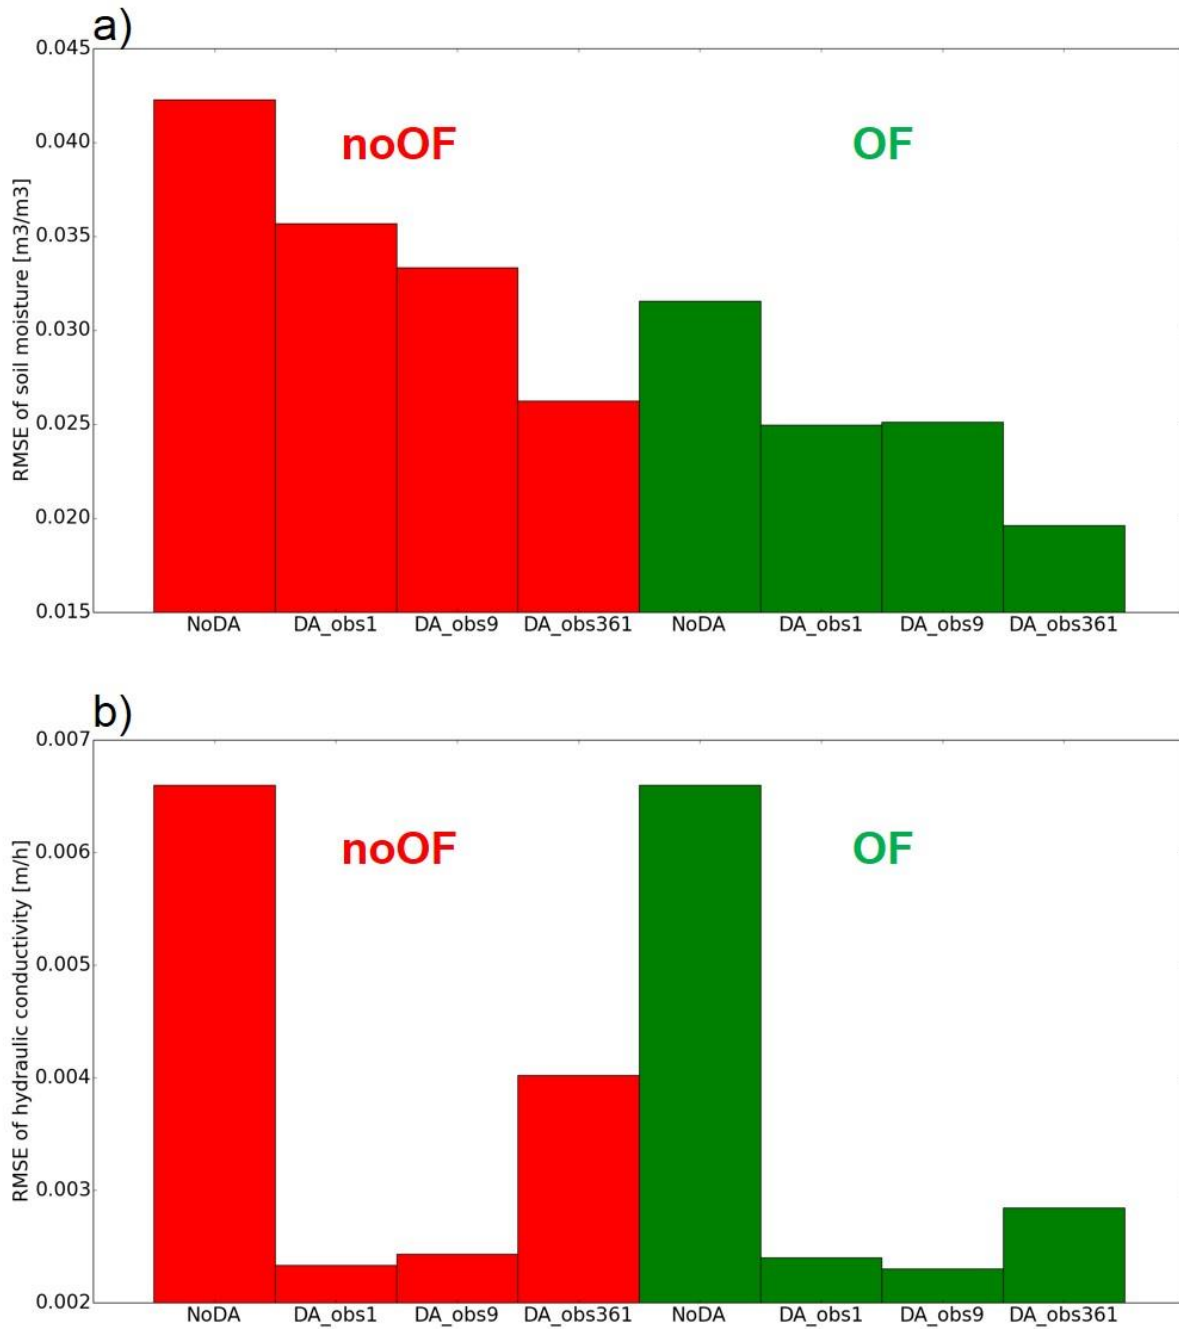 a)
0.045
0.040
0.035
0.030
0.025
0.020
0.015
RMSE of soil moisture [m3/m3]
noOF
OF
NoDA DA_obs1 DA_obs9 DA_obs361 NoDA DA_obs1 DA_obs9 DA_obs361
b)
0.007
0.006
0.005
0.004
0.003
0.002
RMSE of hydraulic conductivity [m/h]
noOF
OF
NoDA DA_obs1 DA_obs9 DA_obs361 NoDA DA_obs1 DA_obs9 DA_obs361